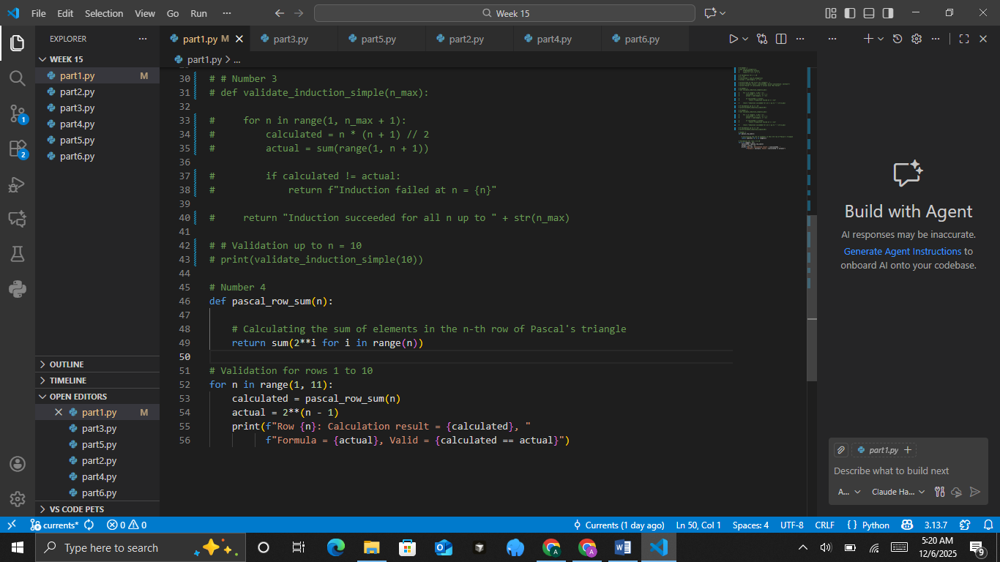 File Edit Selection View Go Run ··· Week 15
EXPLORER ···
WEEK 15
part1.py M
part2.py
part3.py
part4.py
part5.py
part6.py
1
2
OUTLINE
TIMELINE
OPEN EDITORS
part1.py M
part3.py
part5.py
part2.py
part4.py
part6.py
VS CODE PETS
part1.py M part3.py part5.py part2.py part4.py part6.py
part1.py > ...
30 # # Number 3
31 # def validate_induction_simple(n_max):
32
33 #     for n in range(1, n_max + 1):
34 #         calculated = n * (n + 1) // 2
35 #         actual = sum(range(1, n + 1))
36
37 #         if calculated != actual:
38 #             return f"Induction failed at n = {n}"
39
40 #     return "Induction succeeded for all n up to " + str(n_max)
41
42 # # Validation up to n = 10
43 # print(validate_induction_simple(10))
44
45 # Number 4
46 def pascal_row_sum(n):
47
48     # Calculating the sum of elements in the n-th row of Pascal's triangle
49     return sum(2**i for i in range(n))
50
51 # Validation for rows 1 to 10
52 for n in range(1, 11):
53     calculated = pascal_row_sum(n)
54     actual = 2**(n - 1)
55     print(f"Row {n}: Calculation result = {calculated}, "
56           f"Formula = {actual}, Valid = {calculated == actual}")
Build with Agent
AI responses may be inaccurate.
Generate Agent Instructions to
onboard AI onto your codebase.
part1.py
Describe what to build next
A... Claude Ha...
currents* 0 0 Currents (1 day ago) Ln 50, Col 1 Spaces: 4 UTF-8 CRLF {} Python 3.13.7
Type here to search
A A W
5:20 AM
12/6/2025
9